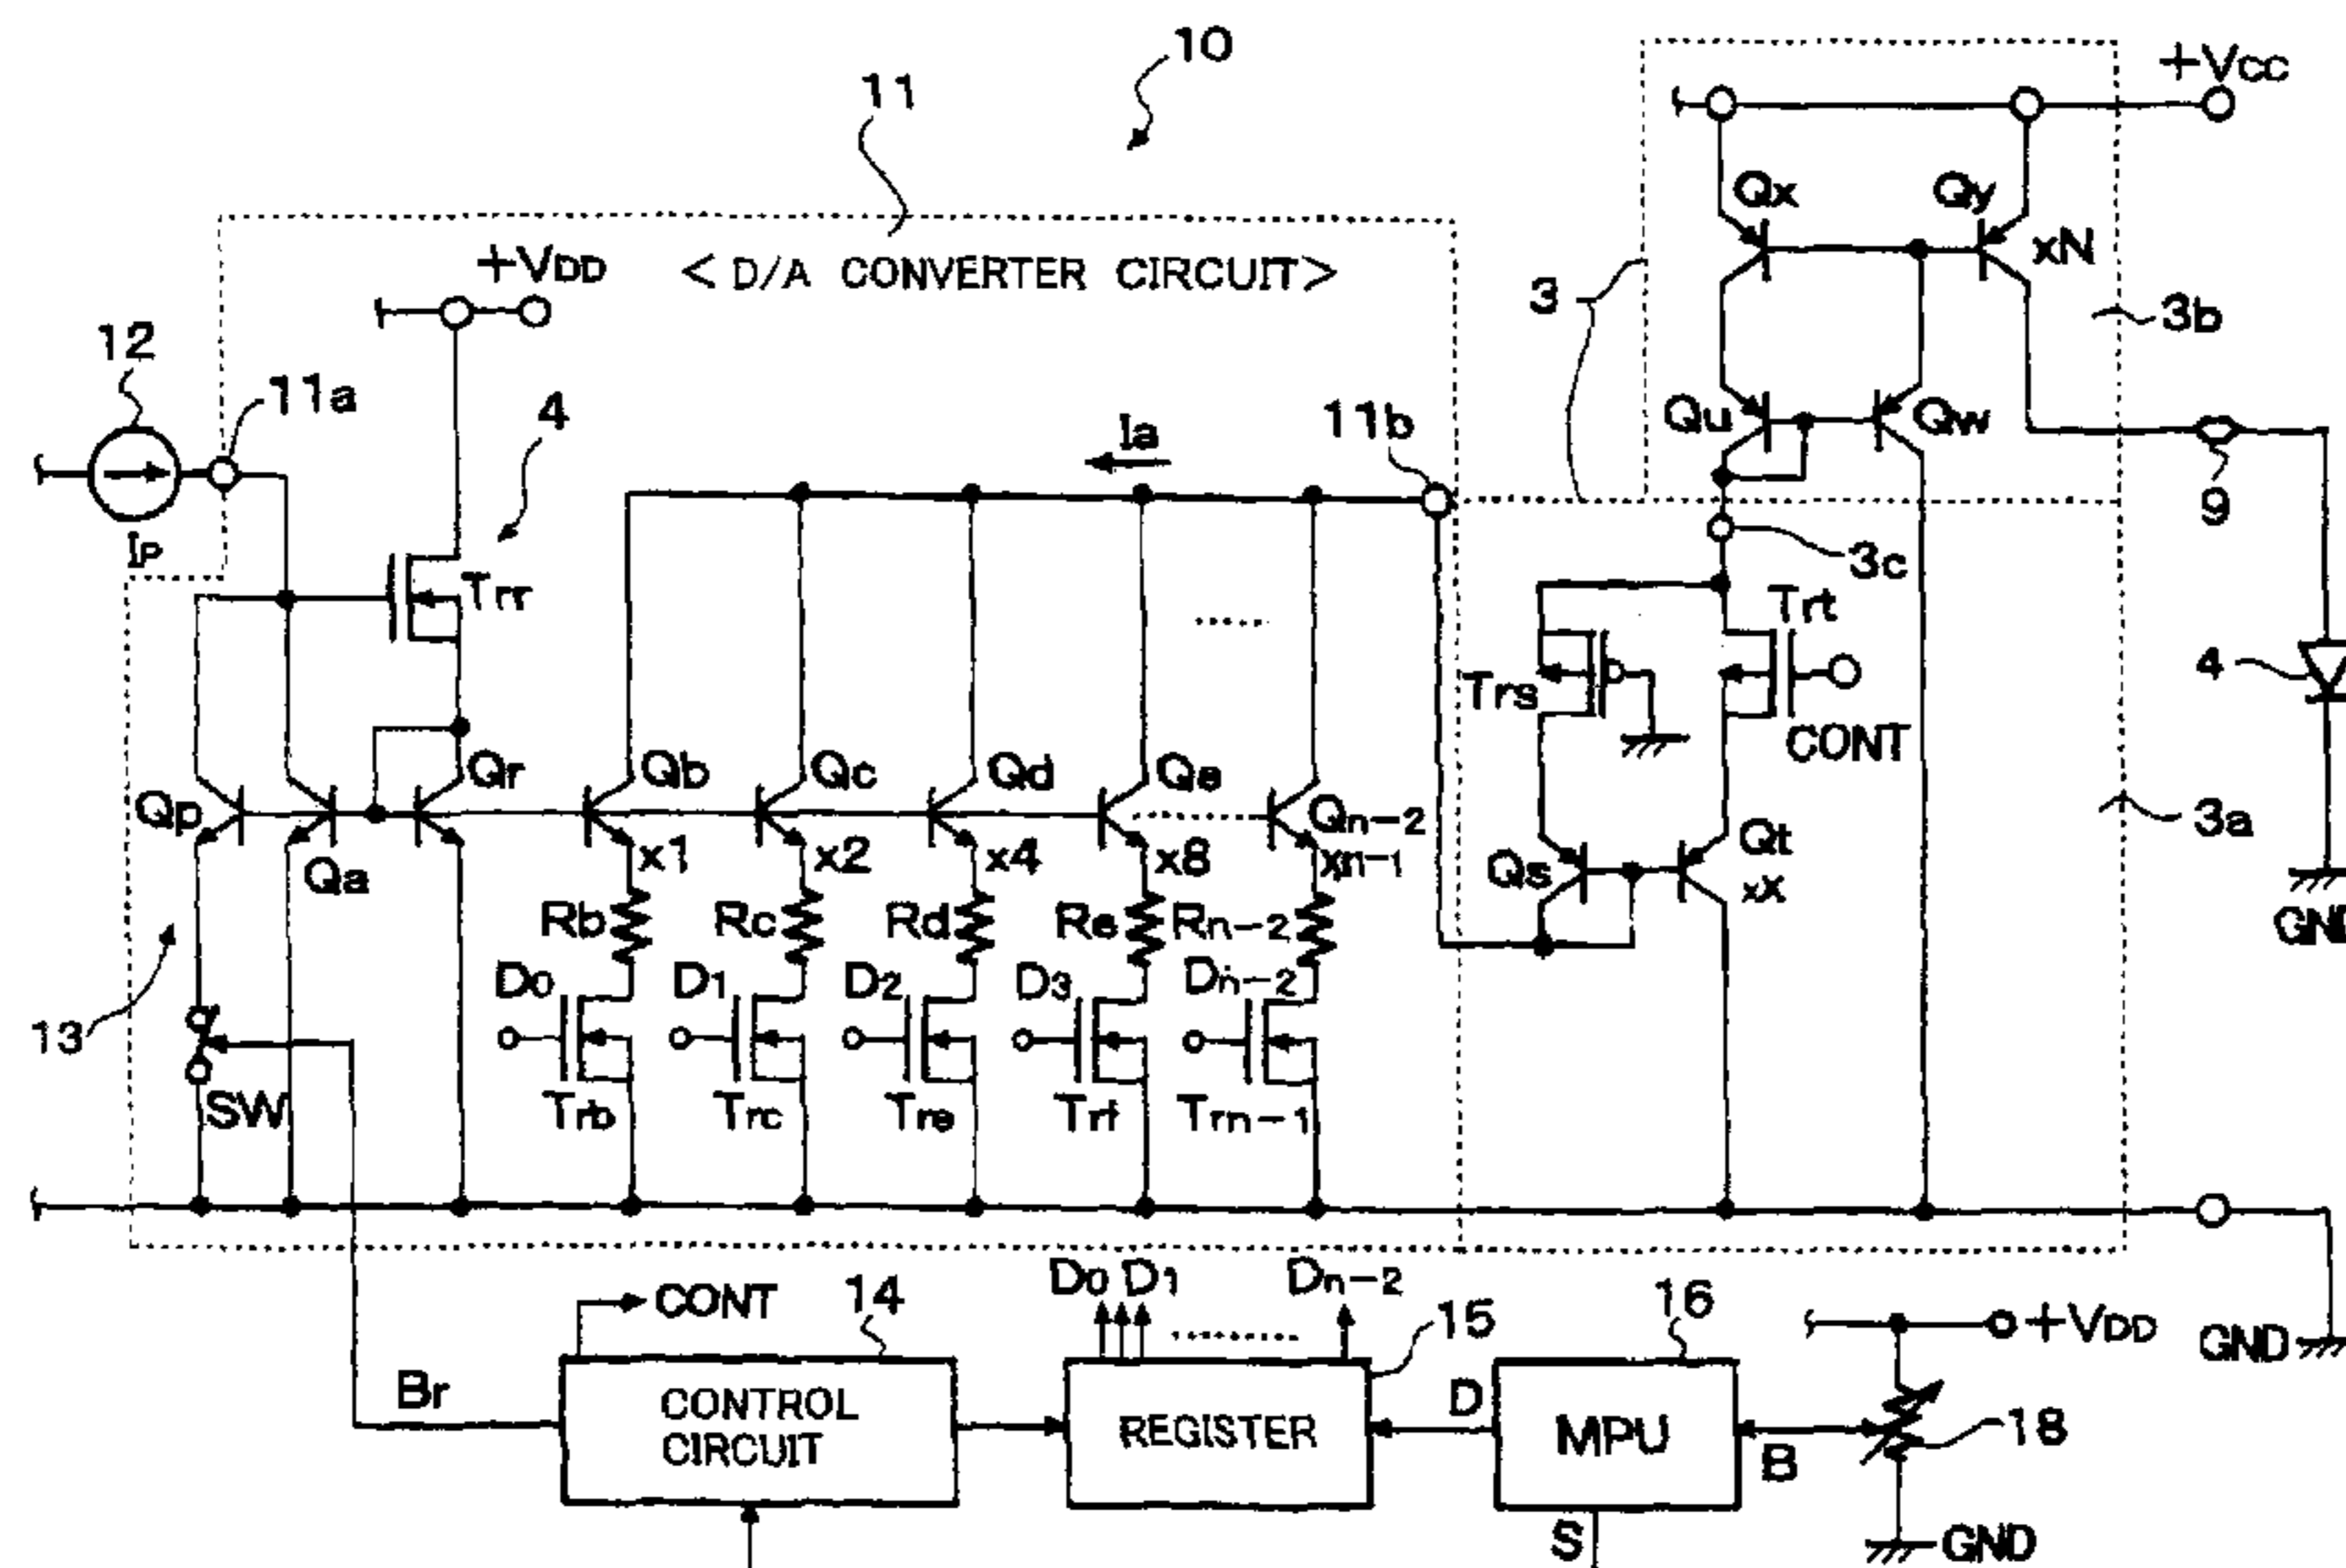 10
+VCC
11
Qx
Qy
xN
+VDD
< D/A CONVERTER CIRCUIT >
3
3b
12
11a
4
Ia
11b
Qu
Qw
9
IP
Trr
3c
Trt
Trs
4
CONT
Qp
Qa
Qr
Qb
Qc
Qd
Qe
Qn-2
x1
x2
x4
x8
xn-1
Qs
Qt
xX
3a
Rb
Rc
Rd
Re
Rn-2
GND
13
D0
D1
D2
D3
Dn-2
SW
Trb
Trc
Tre
Trf
Trn-1
CONT
14
D0 D1
Dn-2
15
16
+VDD
GND
Br
CONTROL
CIRCUIT
REGISTER
D
MPU
B
18
S
GND